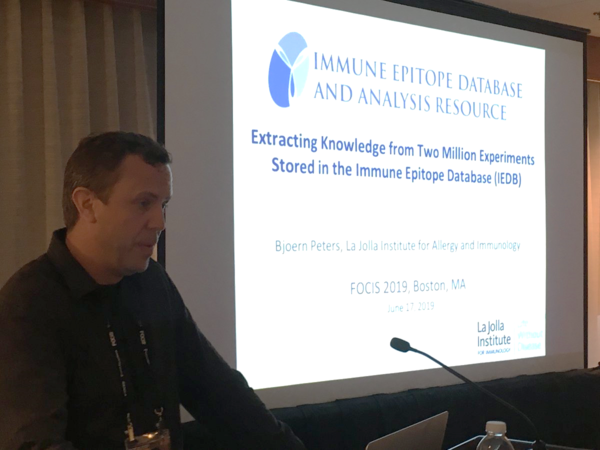 IMMUNE EPITOPE DATABASE
AND ANALYSIS RESOURCE
Extracting Knowledge from Two Million Experiments
Stored in the Immune Epitope Database (IEDB)
Bjoern Peters, La Jolla Institute for Allergy and Immunology
FOCIS 2019, Boston, MA
June 17, 2019
La Jolla
Institute
FOR IMMUNOLOGY